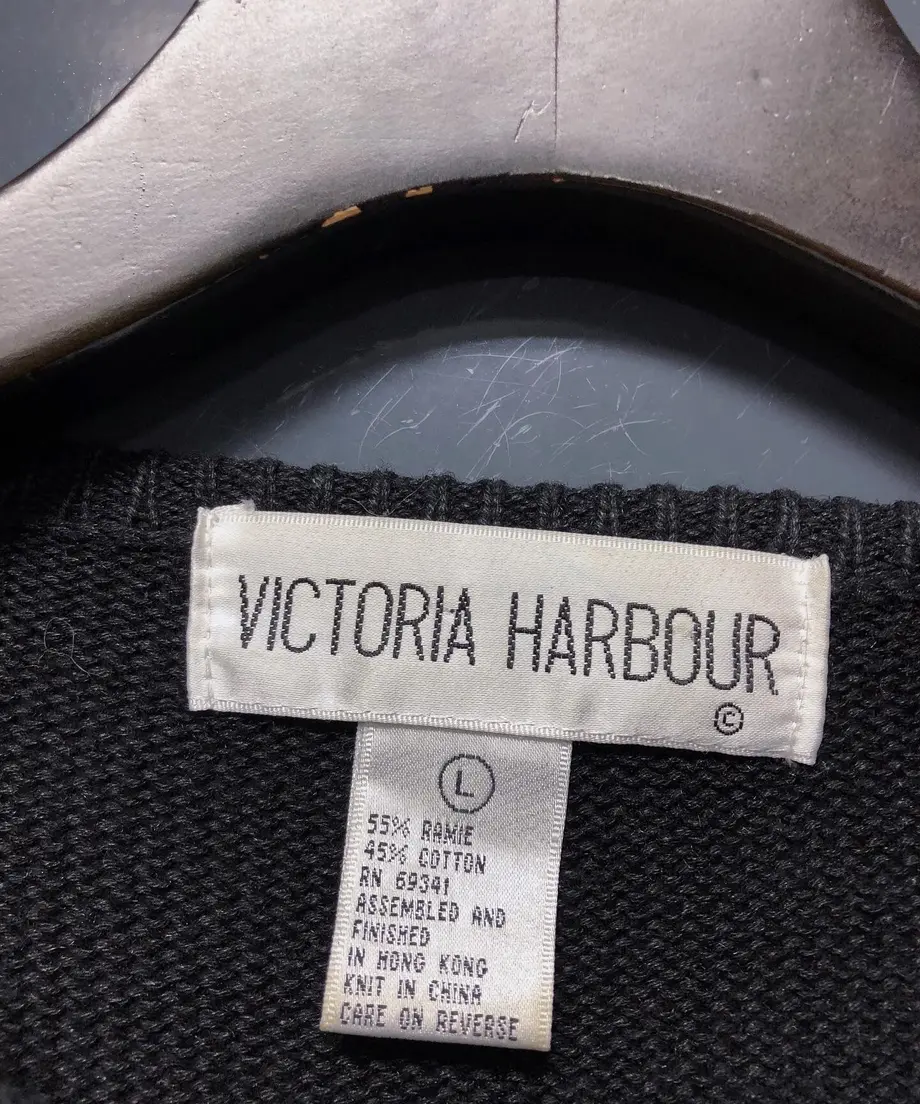 VICTORIA HARBOUR
©
L
55% RAMIE
45% COTTON
RN 69341
ASSEMBLED AND
FINISHED
IN HONG KONG
KNIT IN CHINA
CARE ON REVERSE